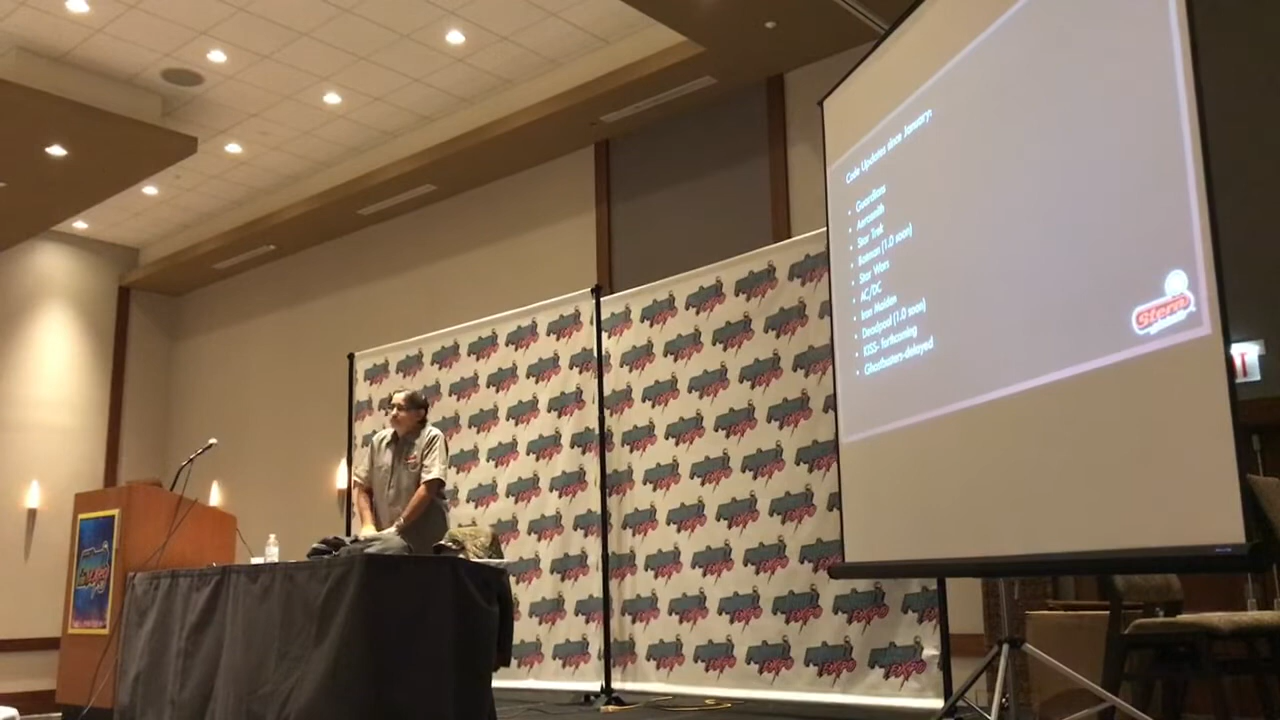 Code Updates since January:
• Guardians
• Aerosmith
• Star Trek
• Batman (1.0 soon)
• Star Wars
• AC/DC
• Iron Maiden
• Deadpool (1.0 soon)
• KISS- forthcoming
• Ghostbusters-delayed
Stern
EXPO